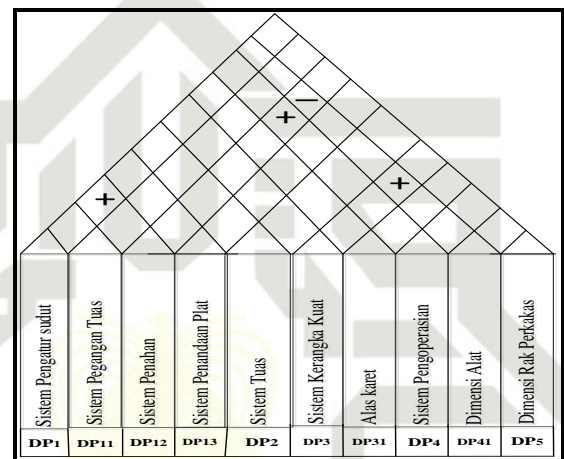 −
+
+
+
Sistem Pengatur sudut
Sistem Pegangan Tuas
Sistem Penahan
Sistem Penandaan Plat
Sistem Tuas
Sistem Kerangka Kuat
Alas karet
Sistem Pengoperasian
Dimensi Alat
Dimensi Rak Perkakas
DP1 DP11 DP12 DP13 DP2 DP3 DP31 DP4 DP41 DP5